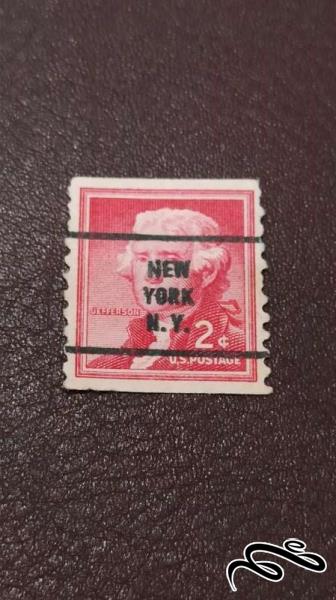 NEW
YORK
N.Y.
JEFFERSON
2¢
U.S. POSTAGE